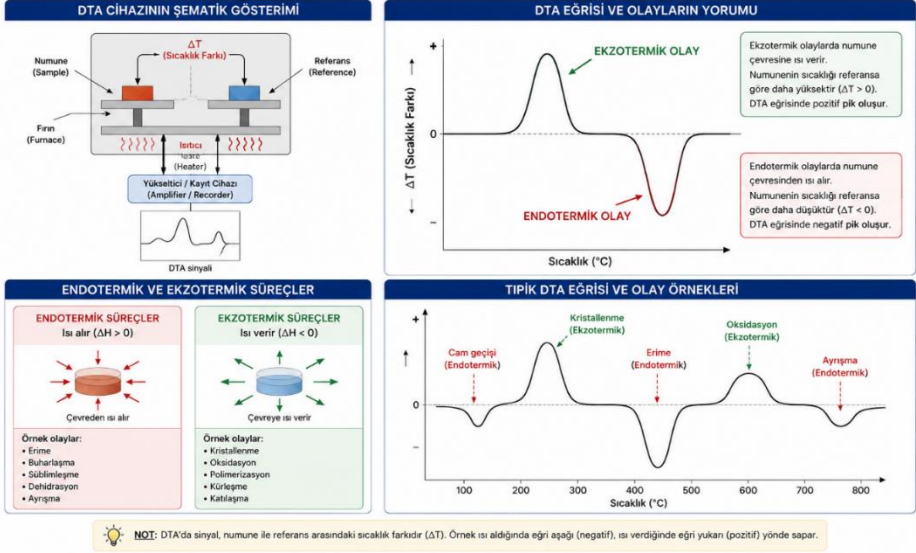 DTA CİHAZININ ŞEMATİK GÖSTERİMİ
ΔT
(Sıcaklık Farkı)
Numune
(Sample)
Referans
(Reference)
Fırın
(Furnace)
Isıtıcı
(Heater)
Yükseltici / Kayıt Cihazı
(Amplifier / Recorder)
DTA sinyali
DTA EĞRİSİ VE OLAYLARIN YORUMU
ΔT (Sıcaklık Farkı)
+
0
−
EKZOTERMİK OLAY
ENDOTERMİK OLAY
Sıcaklık (°C)
Ekzotermik olaylarda numune
çevresine ısı verir.
Numunenin sıcaklığı referansa
göre daha yüksektir (ΔT > 0).
DTA eğrisinde pozitif pik oluşur.
Endotermik olaylarda numune
çevresinden ısı alır.
Numunenin sıcaklığı referansa
göre daha düşüktür (ΔT < 0).
DTA eğrisinde negatif pik oluşur.
ENDOTERMİK VE EKZOTERMİK SÜREÇLER
ENDOTERMİK SÜREÇLER
Isı alır (ΔH > 0)
Çevreden ısı alır
Örnek olaylar:
• Erime
• Buharlaşma
• Süblimleşme
• Dehidrasyon
• Ayrışma
EKZOTERMİK SÜREÇLER
Isı verir (ΔH < 0)
Çevreye ısı verir
Örnek olaylar:
• Kristallenme
• Oksidasyon
• Polimerizasyon
• Kürleşme
• Katılaşma
TIPİK DTA EĞRİSİ VE OLAY ÖRNEKLERİ
+
0
−
Cam geçişi
(Endotermik)
Kristallenme
(Ekzotermik)
Erime
(Endotermik)
Oksidasyon
(Ekzotermik)
Ayrışma
(Endotermik)
100 200 300 400 500 600 700 800
Sıcaklık (°C)
NOT: DTA'da sinyal, numune ile referans arasındaki sıcaklık farkıdır (ΔT). Örnek ısı aldığında eğri aşağı (negatif), ısı verdiğinde eğri yukarı (pozitif) yönde sapar.